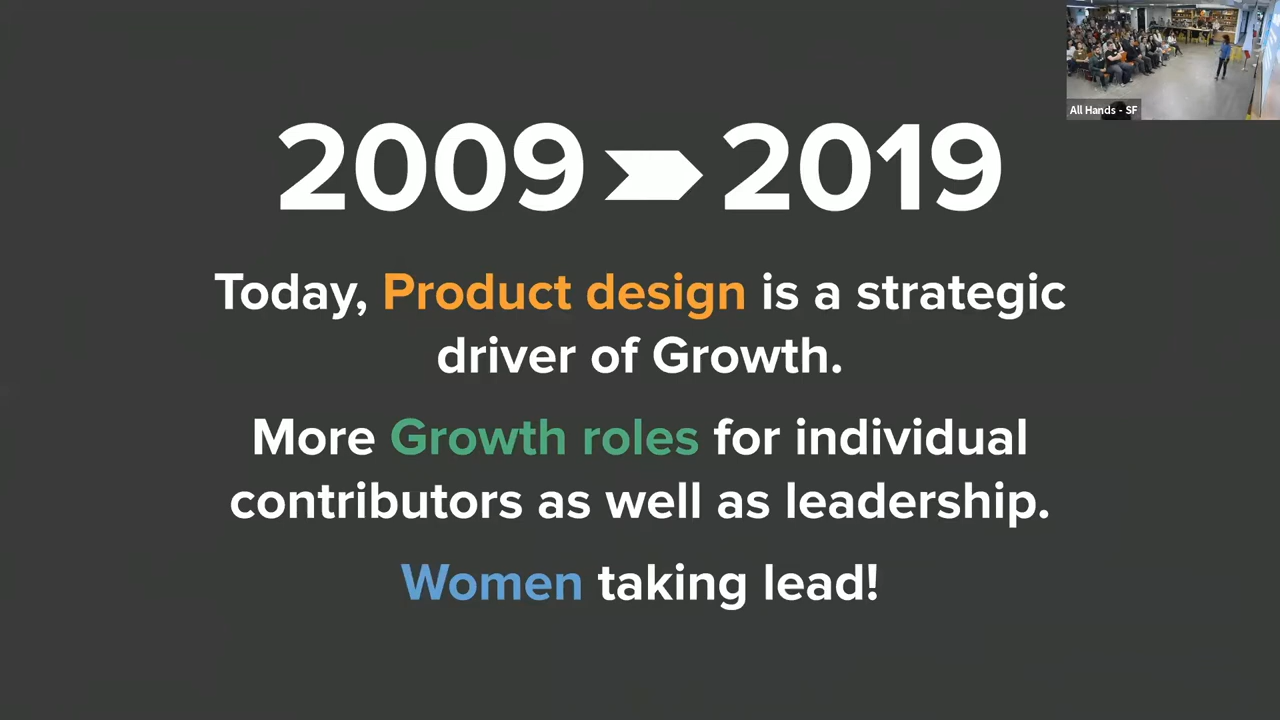 All Hands - SF
2009 2019
Today, Product design is a strategic
driver of Growth.
More Growth roles for individual
contributors as well as leadership.
Women taking lead!